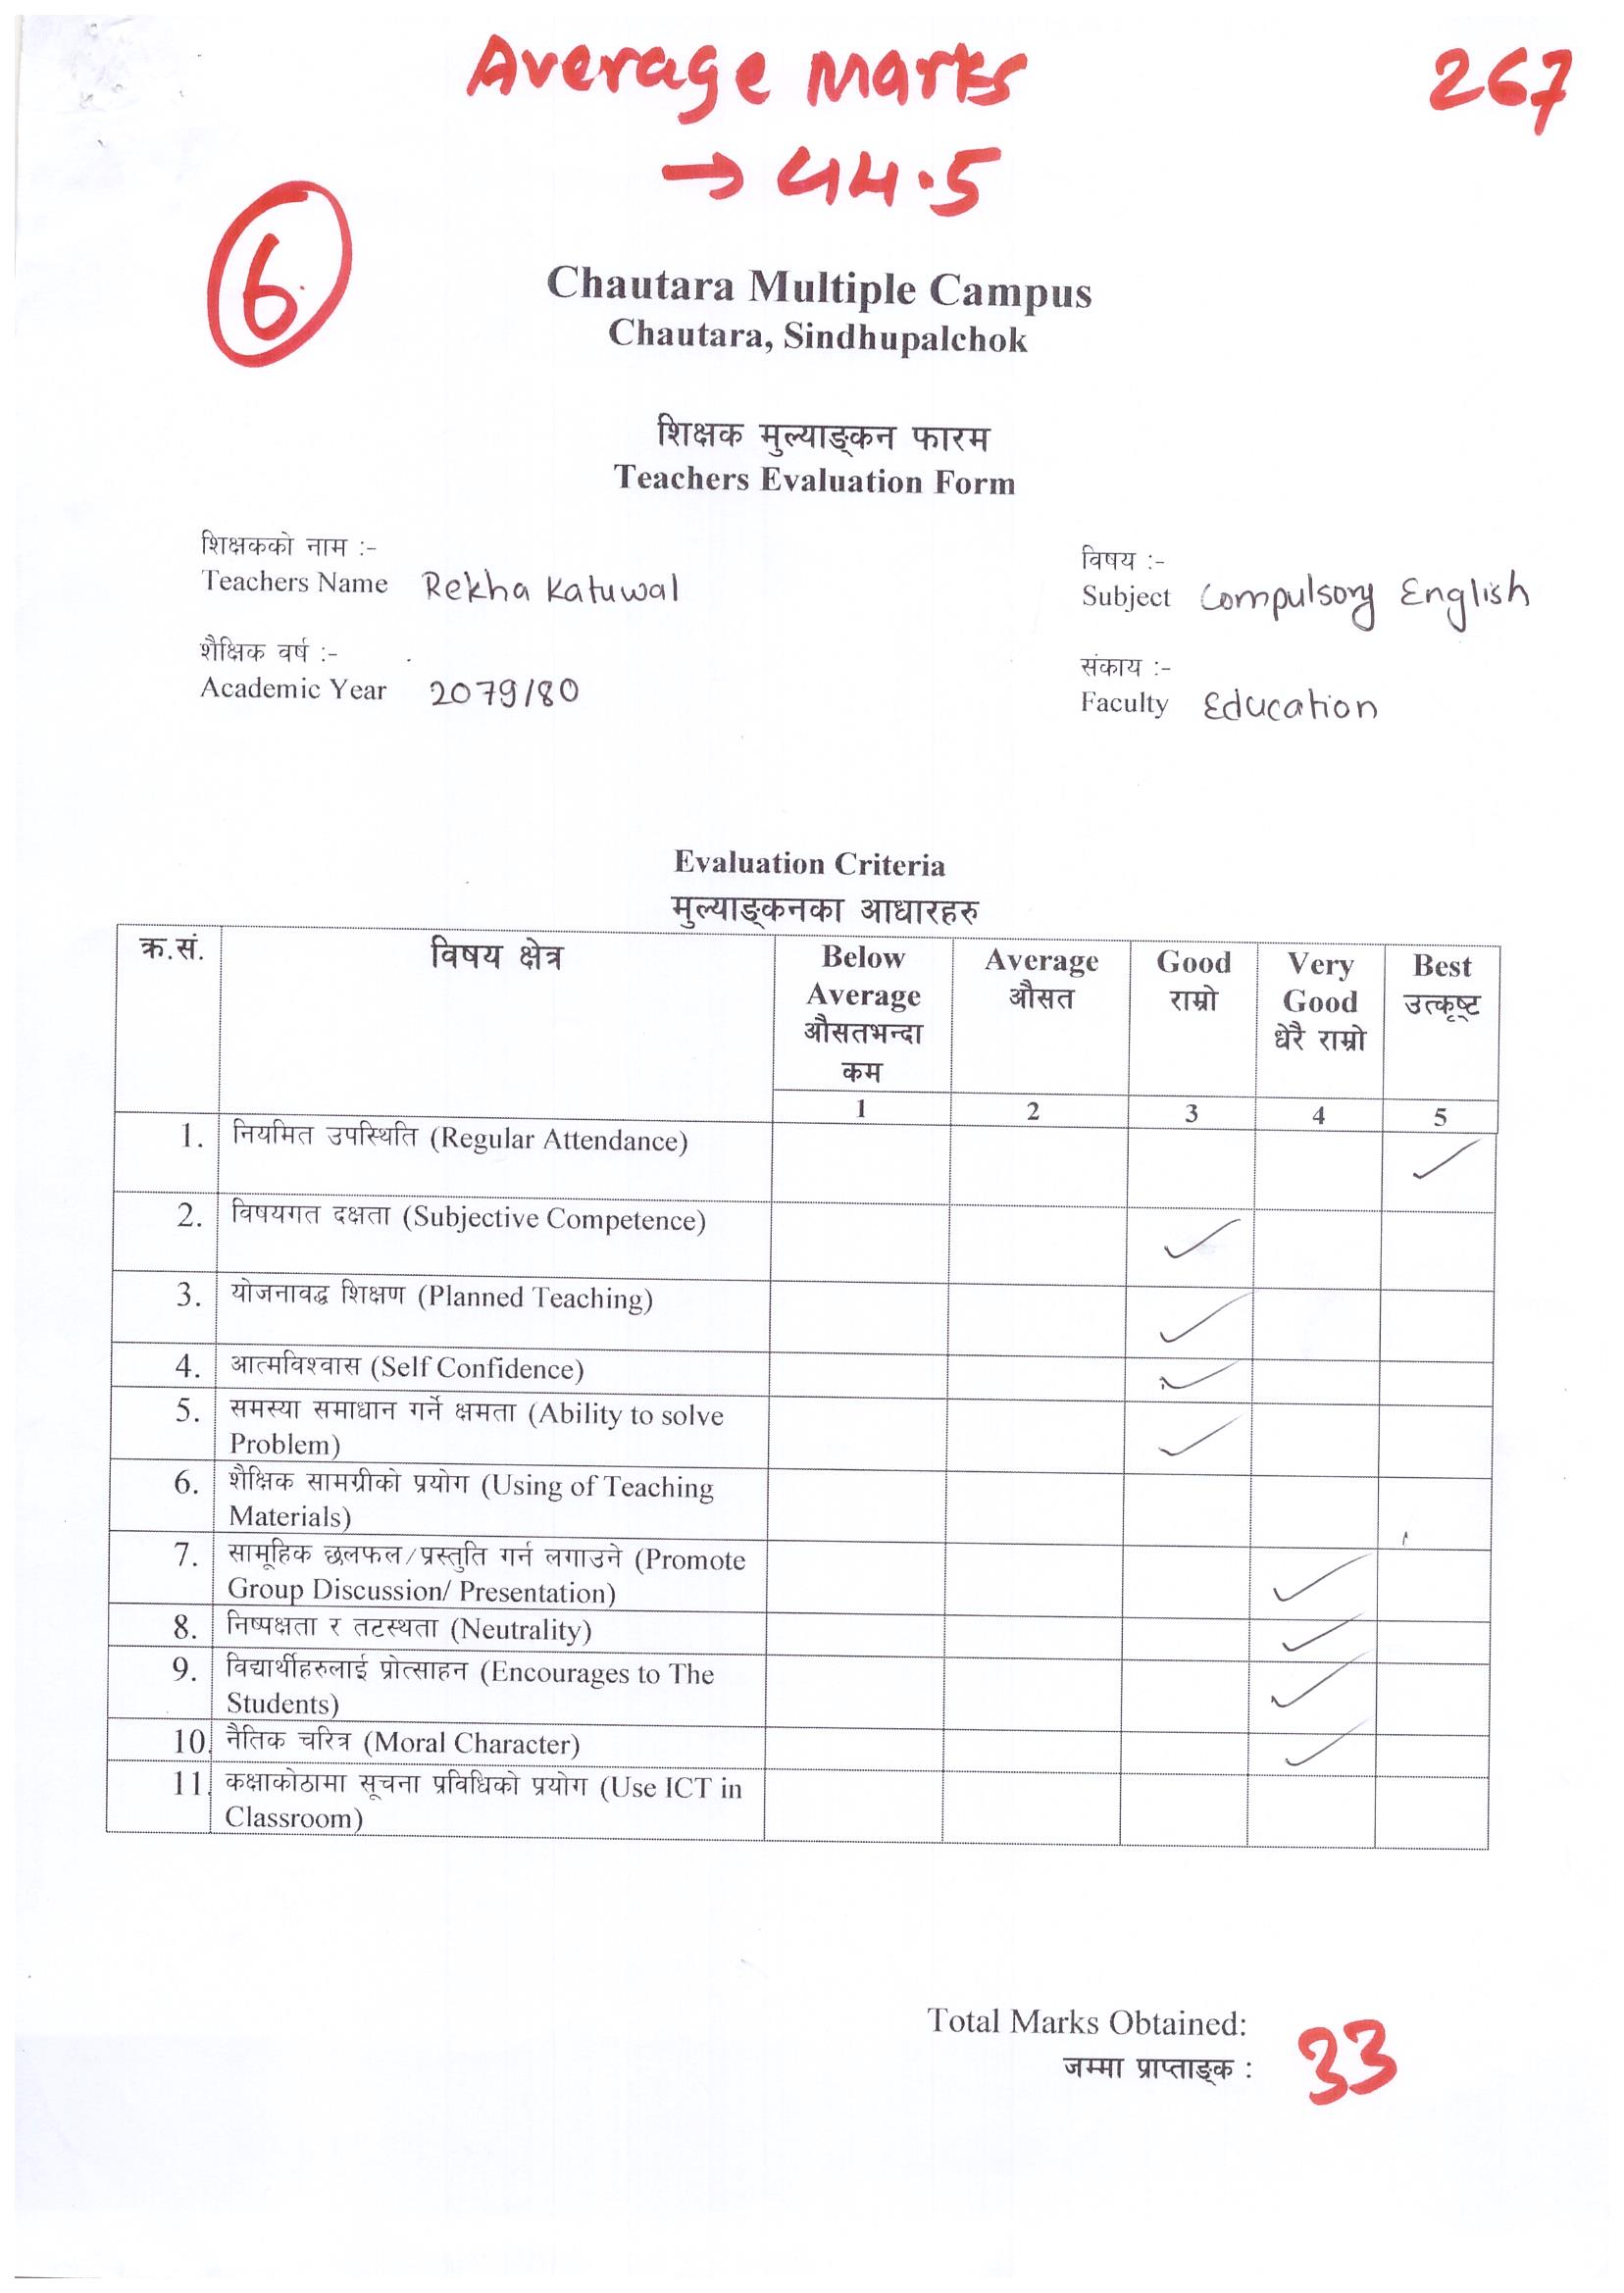 Average Marks
267
→ 44.5
6
Chautara Multiple Campus
Chautara, Sindhupalchok
शिक्षक मुल्याङ्कन फारम
Teachers Evaluation Form
शिक्षकको नाम :-
विषय :-
Teachers Name Rekha Katuwal
Subject Compulsory English
शैक्षिक वर्ष :-
संकाय :-
Academic Year 2079/80
Faculty Education
Evaluation Criteria
मुल्याङ्कनका आधारहरु
क्र.सं. विषय क्षेत्र Below Average Good Very Best
Average औसत राम्रो Good उत्कृष्ट
औसतभन्दा धेरै राम्रो
कम
1 2 3 4 5
1. नियमित उपस्थिति (Regular Attendance) ✓
2. विषयगत दक्षता (Subjective Competence) ✓
3. योजनावद्ध शिक्षण (Planned Teaching) ✓
4. आत्मविश्वास (Self Confidence) ✓
5. समस्या समाधान गर्ने क्षमता (Ability to solve ✓
Problem)
6. शैक्षिक सामग्रीको प्रयोग (Using of Teaching
Materials)
7. सामूहिक छलफल/प्रस्तुति गर्न लगाउने (Promote ✓
Group Discussion/ Presentation)
8. निष्पक्षता र तटस्थता (Neutrality) ✓
9. विद्यार्थीहरुलाई प्रोत्साहन (Encourages to The ✓
Students)
10. नैतिक चरित्र (Moral Character) ✓
11. कक्षाकोठामा सूचना प्रविधिको प्रयोग (Use ICT in
Classroom)
Total Marks Obtained: 33
जम्मा प्राप्ताङ्क :